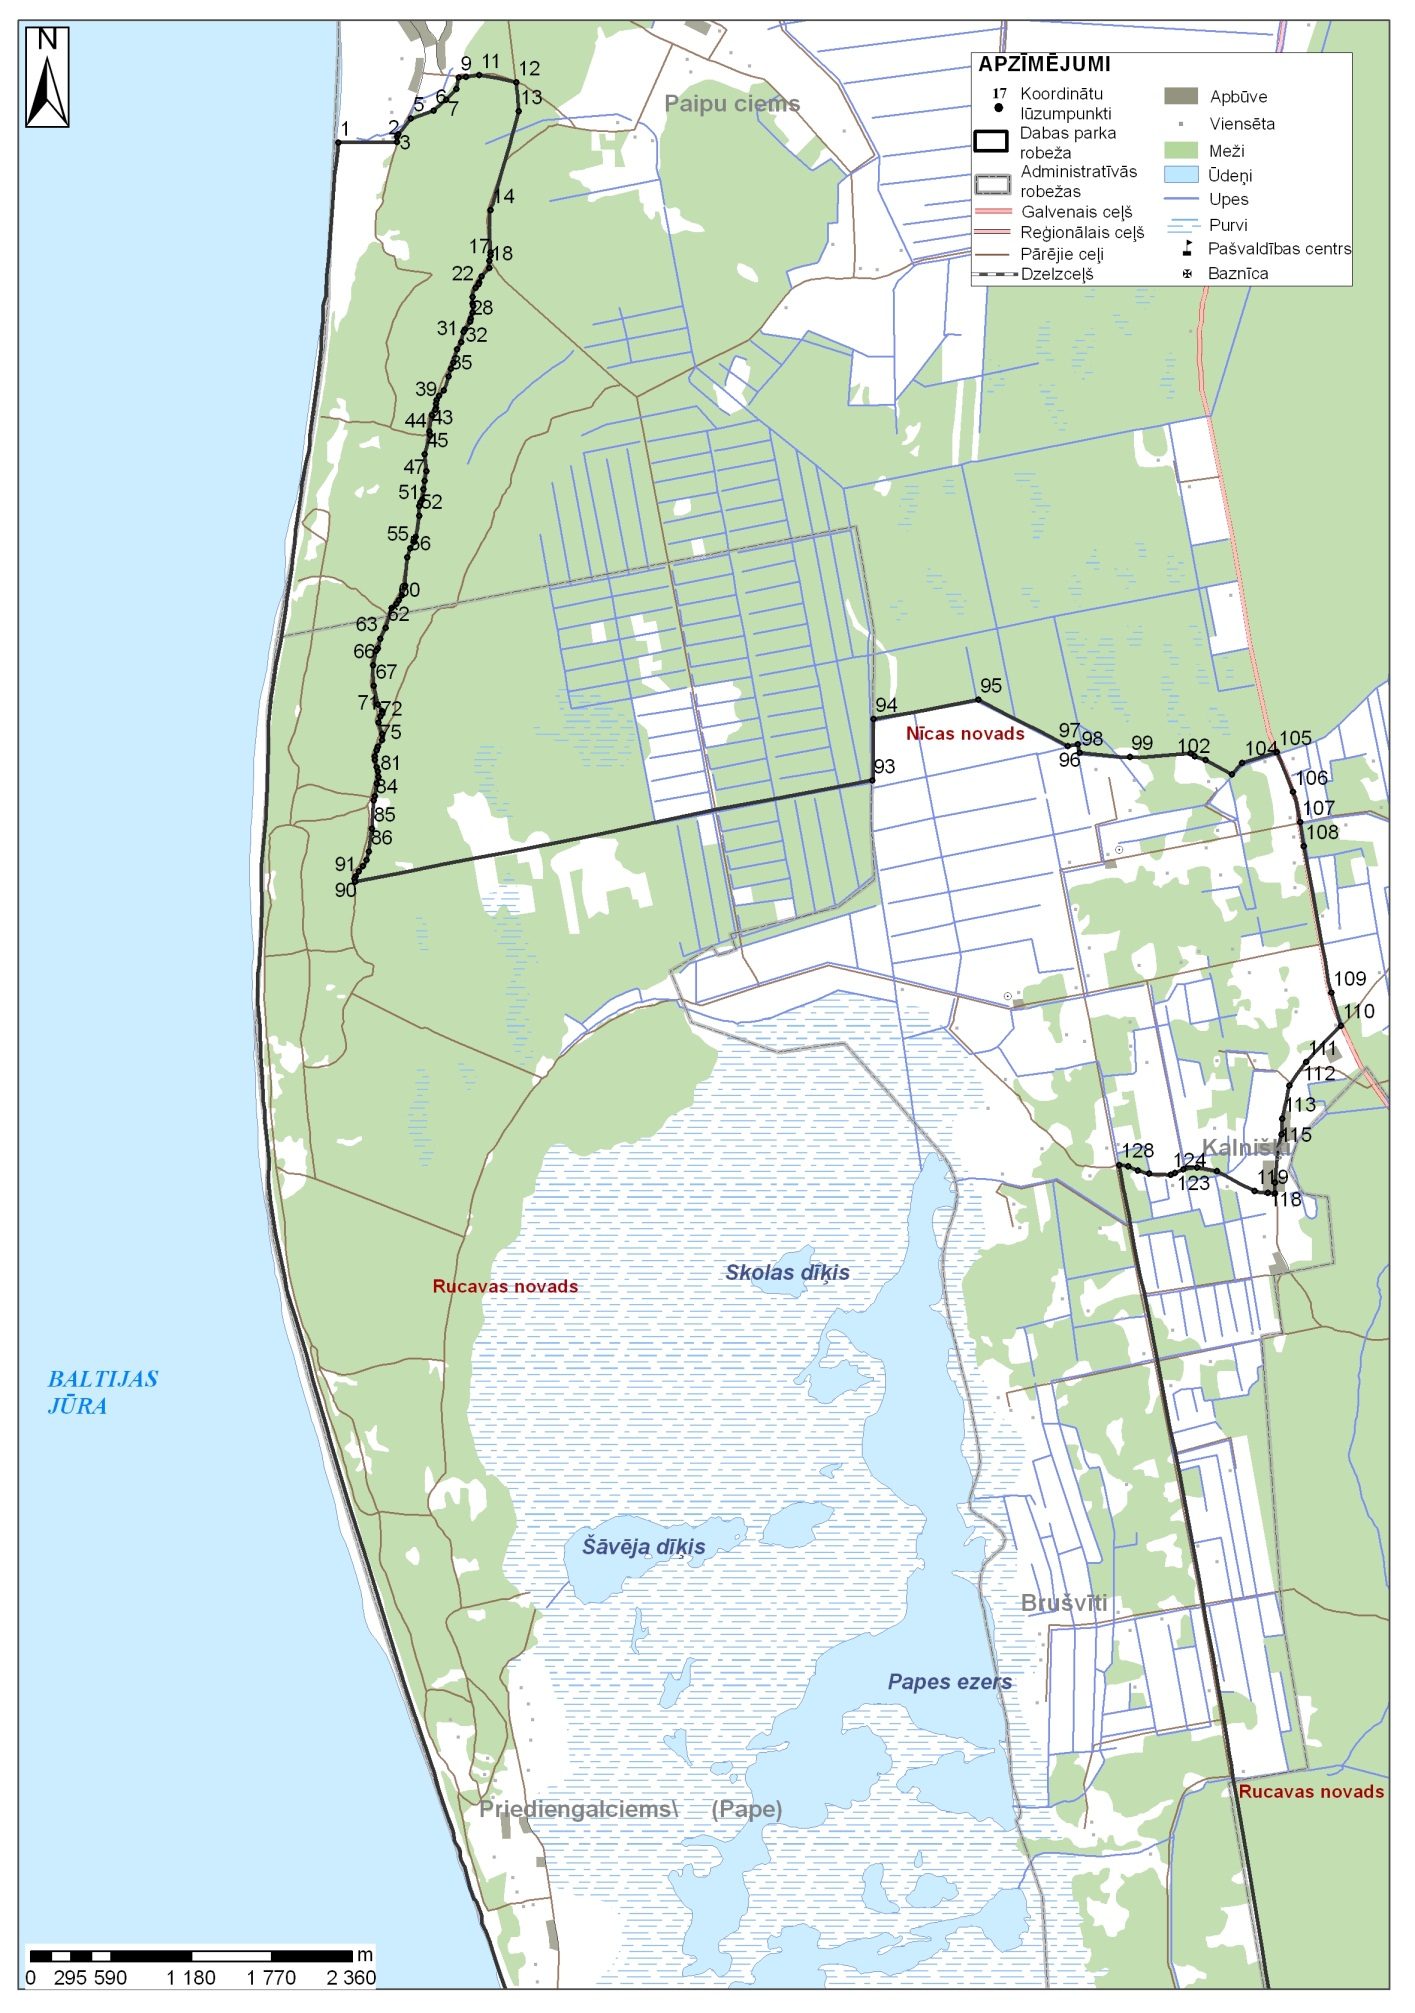 N
APZĪMĒJUMI
17 Koordinātu
lūzumpunkti
Dabas parka
robeža
Administratīvās
robežas
Galvenais ceļš
Reģionālais ceļš
Pārējie ceļi
Dzelzceļš
Apbūve
Viensēta
Meži
Ūdeņi
Upes
Purvi
Pašvaldības centrs
Baznīca
Paipu ciems
1
2
3
5
6
7
9
11
12
13
14
17
18
22
28
31
32
35
39
43
44
45
47
51
52
55
56
60
62
63
66
67
71
72
75
81
84
85
86
91
90
93
94
95
Nīcas novads
97
96
98
99
102
104
105
106
107
108
109
110
111
112
113
115
Kalnišķi
119
118
124
123
128
Skolas dīķis
Rucavas novads
BALTIJAS
JŪRA
Šāvēja dīķis
Brušvīti
Papes ezers
Rucavas novads
Priediengalciems\ (Pape)
m
0 295 590 1 180 1 770 2 360